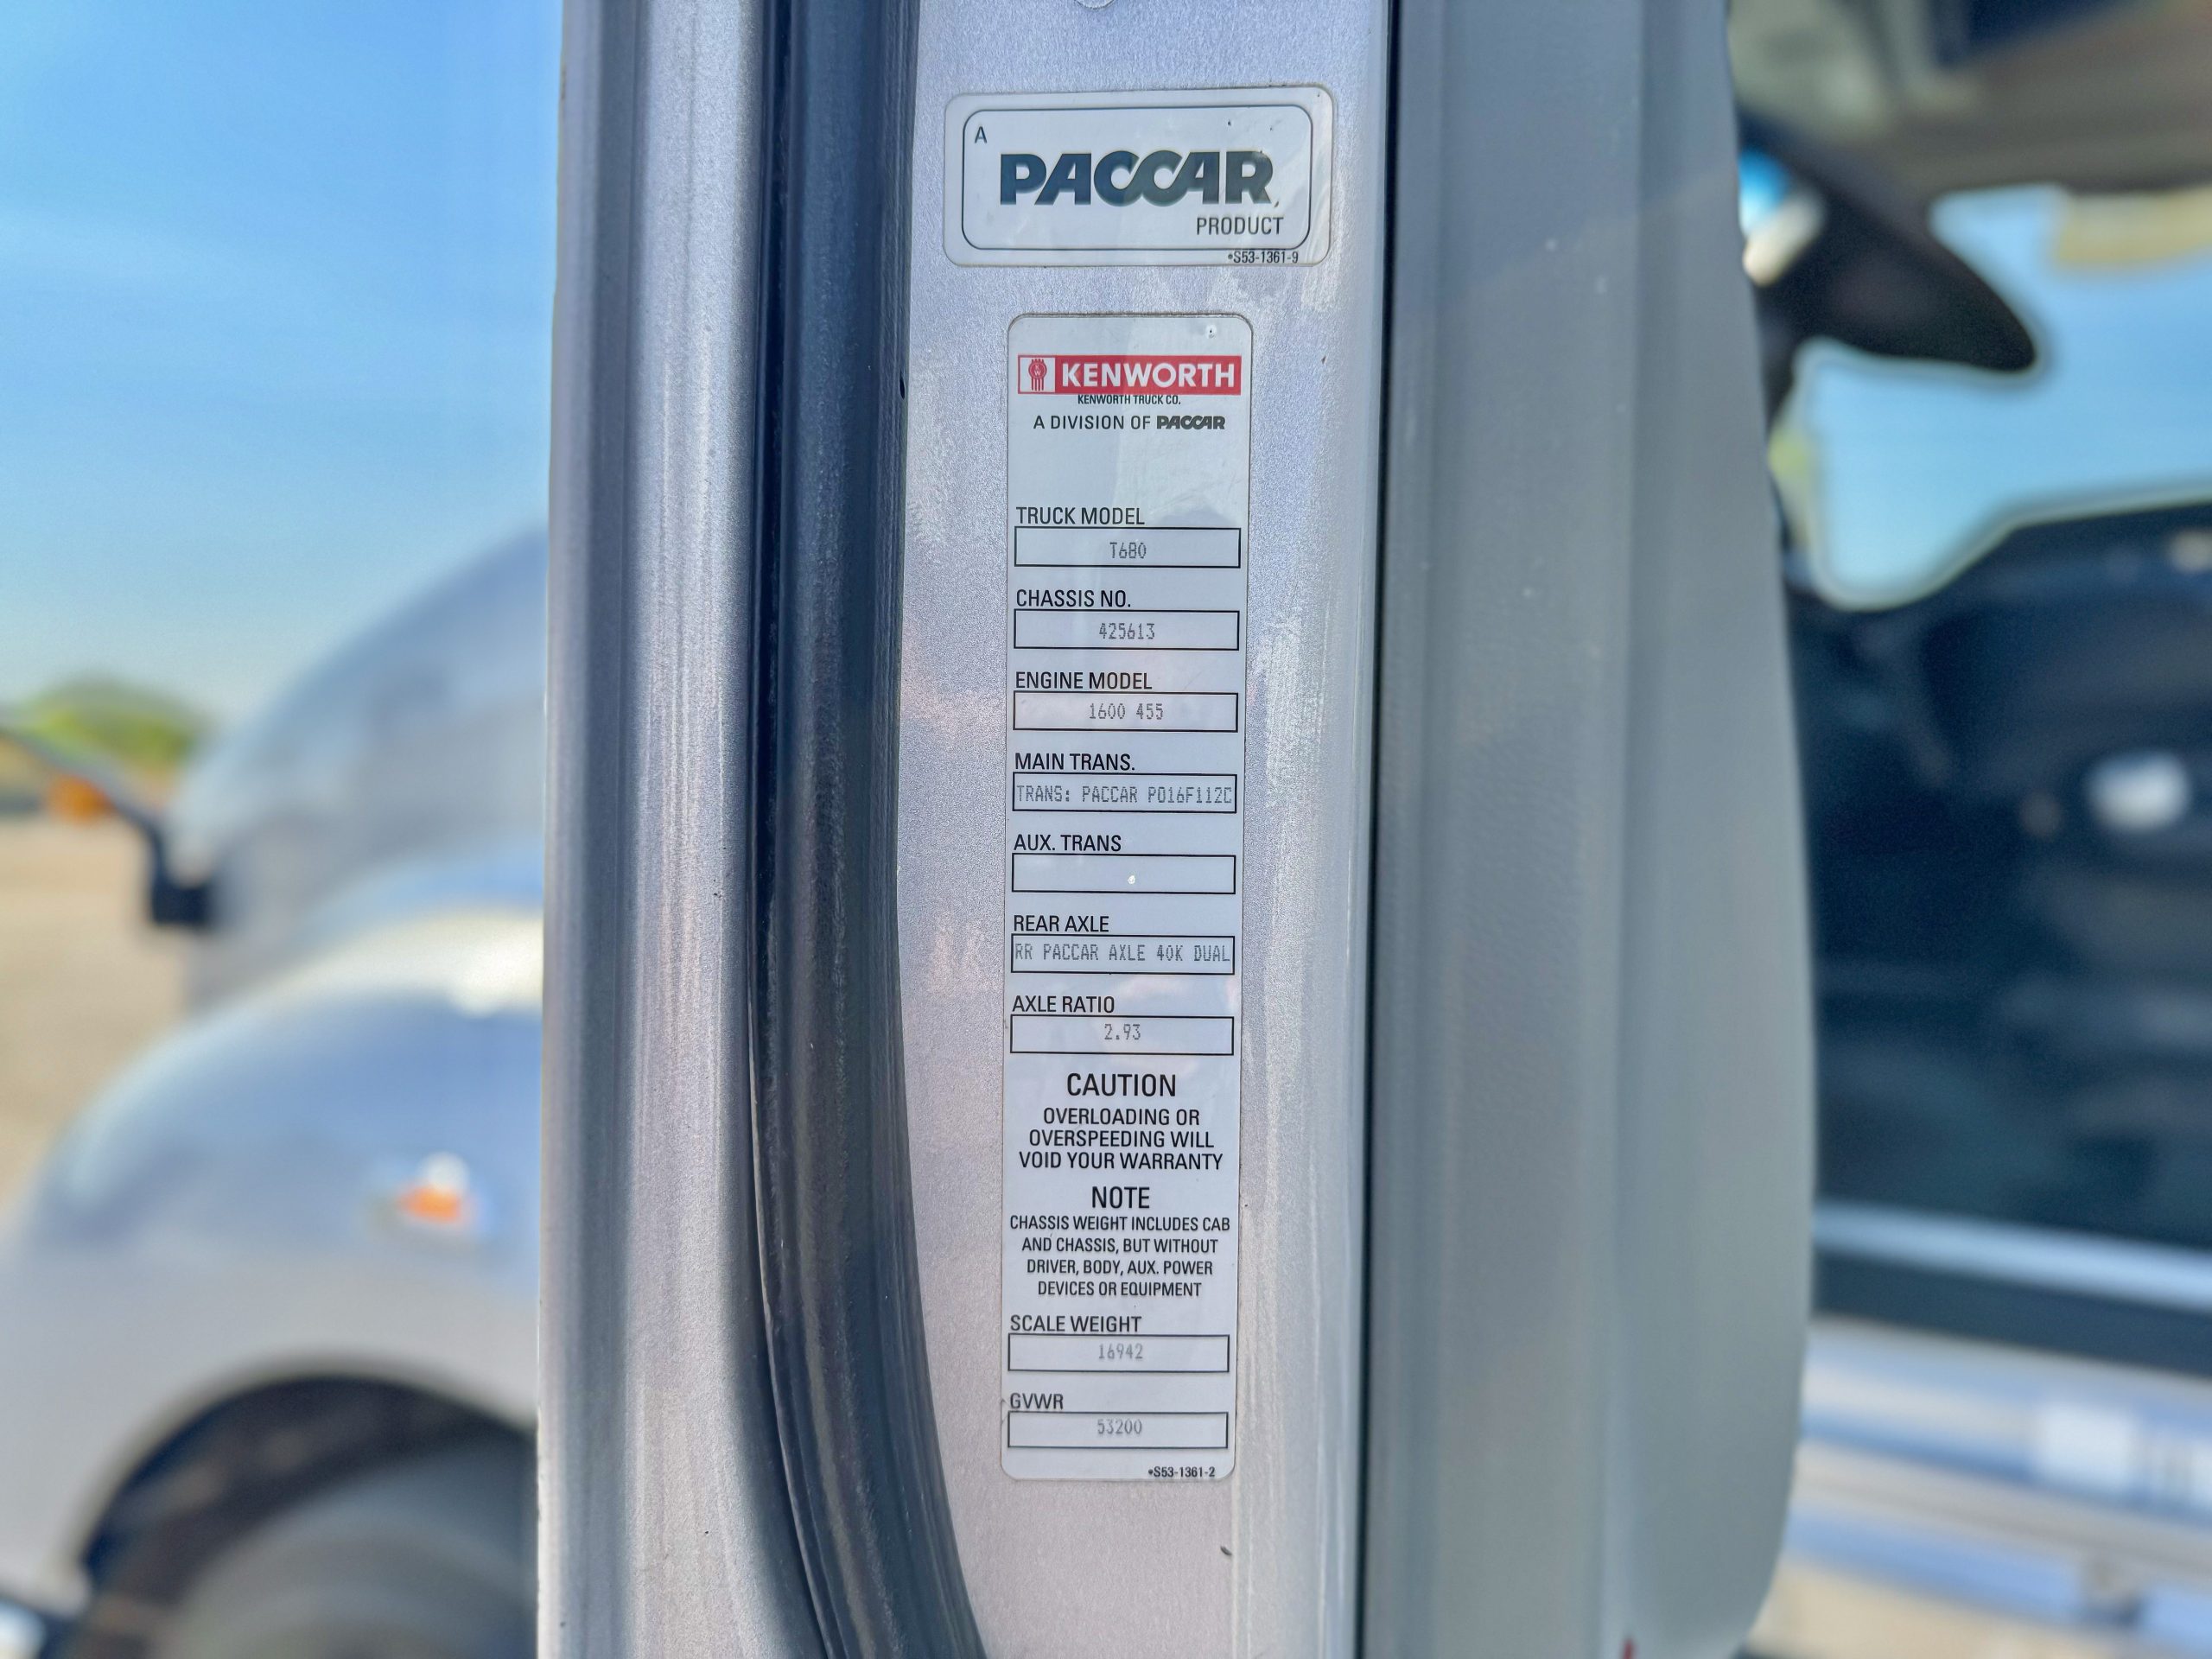 A
PACCAR
PRODUCT
•S53-1361-9
KENWORTH
KENWORTH TRUCK CO.
A DIVISION OF PACCAR
TRUCK MODEL
T680
CHASSIS NO.
425613
ENGINE MODEL
1600 455
MAIN TRANS.
TRANS: PACCAR PO16F112C
AUX. TRANS
REAR AXLE
RR PACCAR AXLE 40K DUAL
AXLE RATIO
2.93
CAUTION
OVERLOADING OR
OVERSPEEDING WILL
VOID YOUR WARRANTY
NOTE
CHASSIS WEIGHT INCLUDES CAB
AND CHASSIS, BUT WITHOUT
DRIVER, BODY, AUX. POWER
DEVICES OR EQUIPMENT
SCALE WEIGHT
16942
GVWR
53200
•S53-1361-2